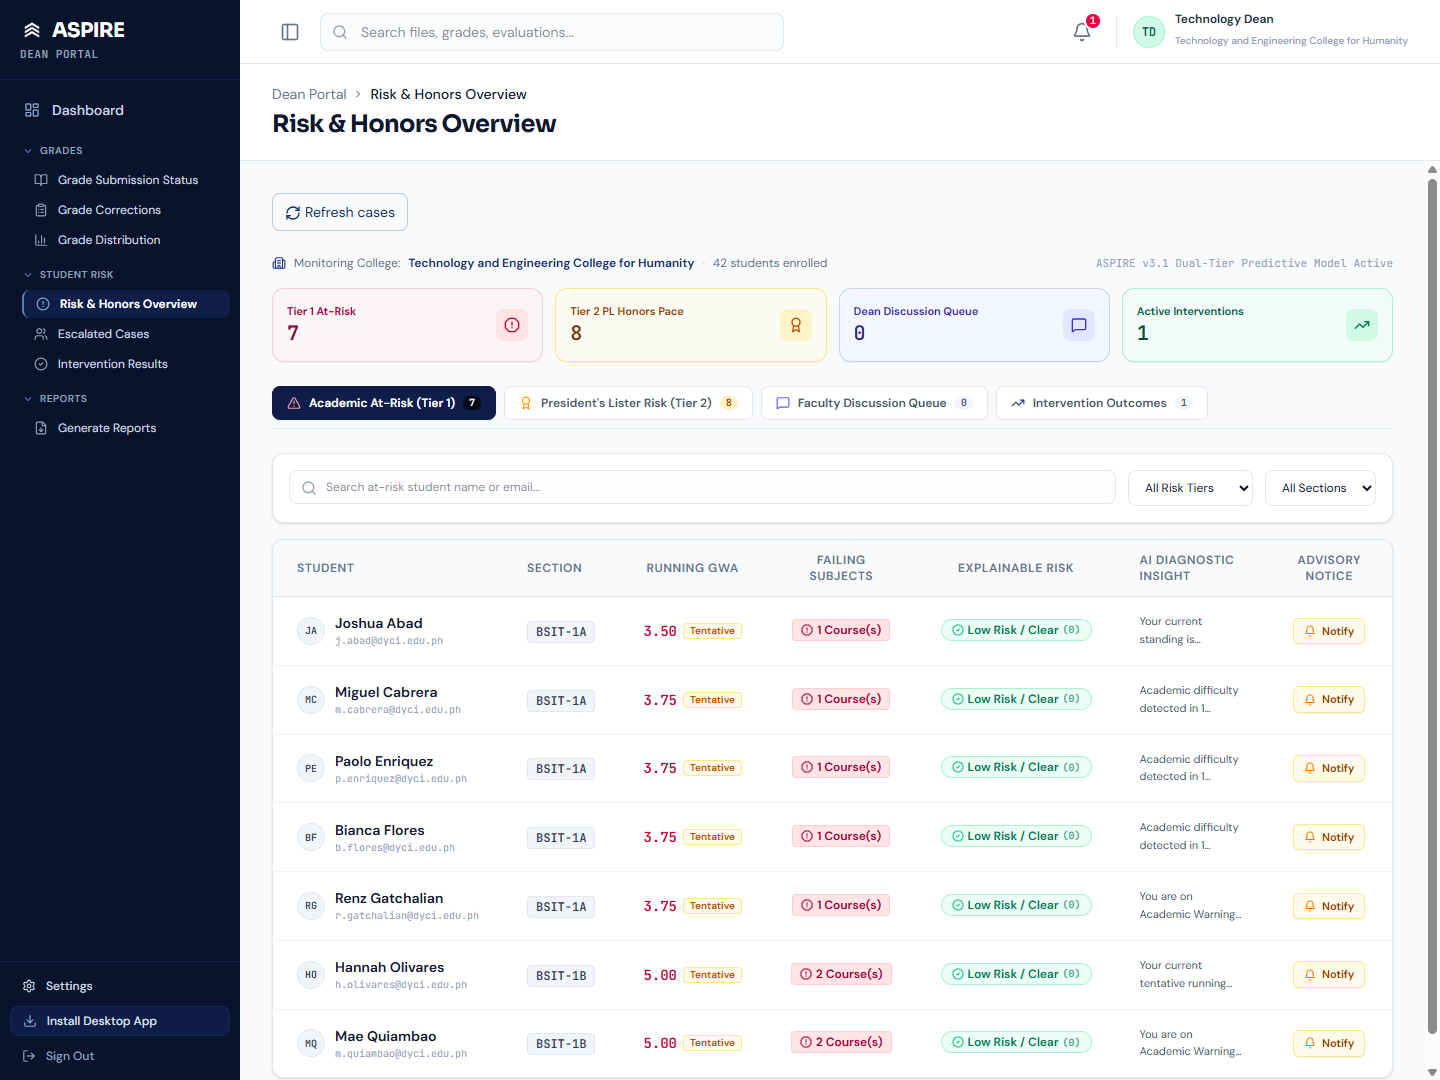 ASPIRE
DEAN PORTAL
Dashboard
GRADES
Grade Submission Status
Grade Corrections
Grade Distribution
STUDENT RISK
Risk & Honors Overview
Escalated Cases
Intervention Results
REPORTS
Generate Reports
Settings
Install Desktop App
Sign Out
Search files, grades, evaluations...
1
TD
Technology Dean
Technology and Engineering College for Humanity
Dean Portal > Risk & Honors Overview
Risk & Honors Overview
Refresh cases
Monitoring College: Technology and Engineering College for Humanity · 42 students enrolled
ASPIRE v3.1 Dual-Tier Predictive Model Active
Tier 1 At-Risk
7
Tier 2 PL Honors Pace
8
Dean Discussion Queue
0
Active Interventions
1
Academic At-Risk (Tier 1) 7
President's Lister Risk (Tier 2) 8
Faculty Discussion Queue 0
Intervention Outcomes 1
Search at-risk student name or email...
All Risk Tiers
All Sections
STUDENT
SECTION
RUNNING GWA
FAILING
SUBJECTS
EXPLAINABLE RISK
AI DIAGNOSTIC
INSIGHT
ADVISORY
NOTICE
JA
Joshua Abad
j.abad@dyci.edu.ph
BSIT-1A
3.50 Tentative
1 Course(s)
Low Risk / Clear (0)
Your current
standing is...
Notify
MC
Miguel Cabrera
m.cabrera@dyci.edu.ph
BSIT-1A
3.75 Tentative
1 Course(s)
Low Risk / Clear (0)
Academic difficulty
detected in 1...
Notify
PE
Paolo Enriquez
p.enriquez@dyci.edu.ph
BSIT-1A
3.75 Tentative
1 Course(s)
Low Risk / Clear (0)
Academic difficulty
detected in 1...
Notify
BF
Bianca Flores
b.flores@dyci.edu.ph
BSIT-1A
3.75 Tentative
1 Course(s)
Low Risk / Clear (0)
Academic difficulty
detected in 1...
Notify
RG
Renz Gatchalian
r.gatchalian@dyci.edu.ph
BSIT-1A
3.75 Tentative
1 Course(s)
Low Risk / Clear (0)
You are on
Academic Warning...
Notify
HO
Hannah Olivares
h.olivares@dyci.edu.ph
BSIT-1B
5.00 Tentative
2 Course(s)
Low Risk / Clear (0)
Your current
tentative running...
Notify
MQ
Mae Quiambao
m.quiambao@dyci.edu.ph
BSIT-1B
5.00 Tentative
2 Course(s)
Low Risk / Clear (0)
You are on
Academic Warning...
Notify